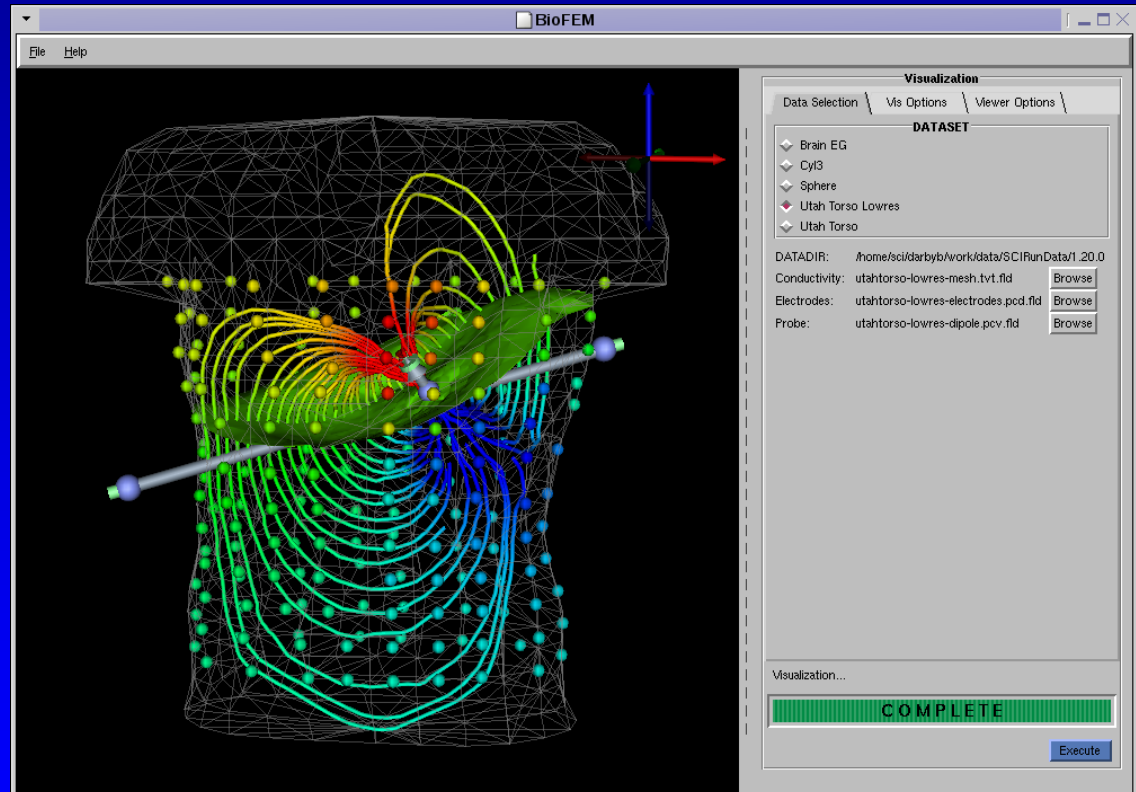 BioFEM
File Help
Visualization
Data Selection Vis Options Viewer Options
DATASET
Brain EG
Cyl3
Sphere
Utah Torso Lowres
Utah Torso
DATADIR: /home/sci/darbyb/work/data/SCIRunData/1.20.0
Conductivity: utahtorso-lowres-mesh.tvt.fld Browse
Electrodes: utahtorso-lowres-electrodes.pcd.fld Browse
Probe: utahtorso-lowres-dipole.pcv.fld Browse
Visualization...
COMPLETE
Execute